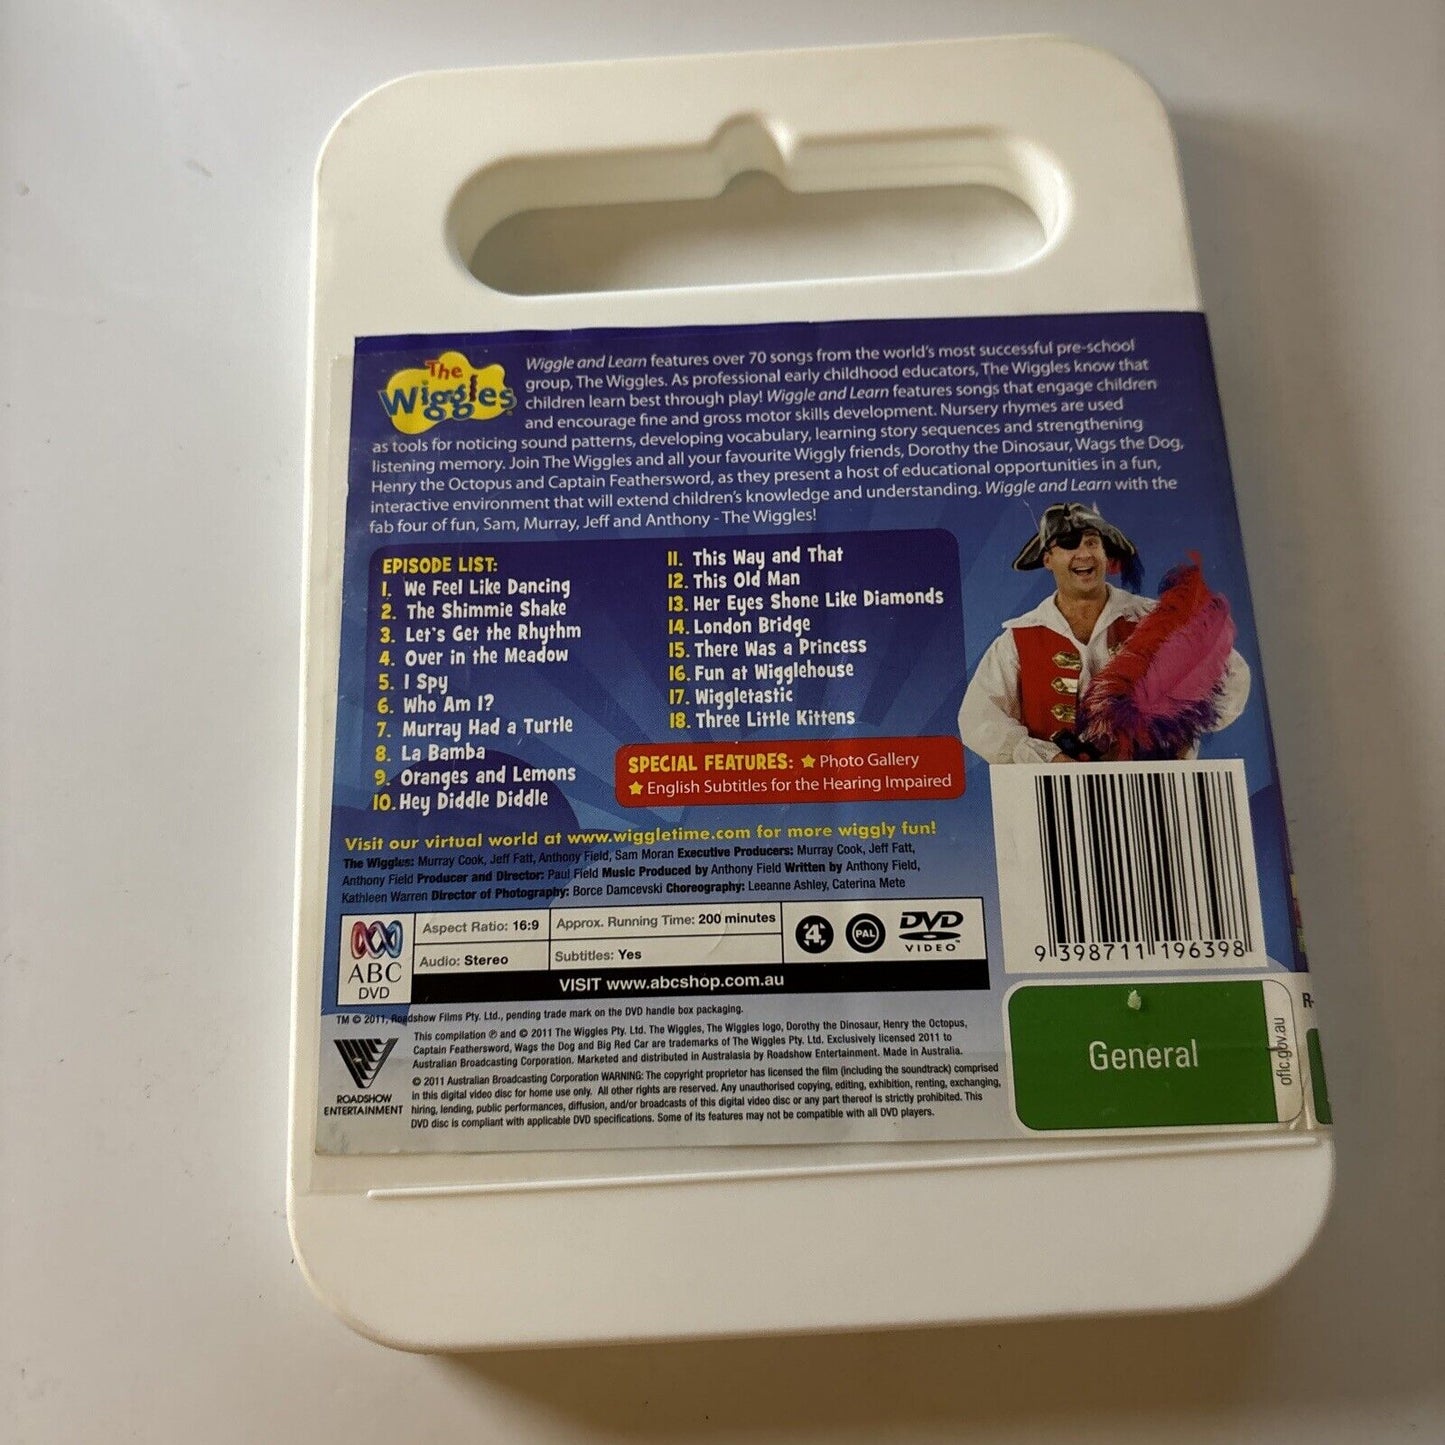 The
Wiggles
Wiggle and Learn features over 70 songs from the world's most successful pre-school
group, The Wiggles. As professional early childhood educators, The Wiggles know that
children learn best through play! Wiggle and Learn features songs that engage children
and encourage fine and gross motor skills development. Nursery rhymes are used
as tools for noticing sound patterns, developing vocabulary, learning story sequences and strengthening
listening memory. Join The Wiggles and all your favourite Wiggly friends, Dorothy the Dinosaur, Wags the Dog,
Henry the Octopus and Captain Feathersword, as they present a host of educational opportunities in a fun,
interactive environment that will extend children's knowledge and understanding. Wiggle and Learn with the
fab four of fun, Sam, Murray, Jeff and Anthony - The Wiggles!
EPISODE LIST:
1. We Feel Like Dancing
2. The Shimmie Shake
3. Let's Get the Rhythm
4. Over in the Meadow
5. I Spy
6. Who Am I?
7. Murray Had a Turtle
8. La Bamba
9. Oranges and Lemons
10. Hey Diddle Diddle
11. This Way and That
12. This Old Man
13. Her Eyes Shone Like Diamonds
14. London Bridge
15. There Was a Princess
16. Fun at Wigglehouse
17. Wiggletastic
18. Three Little Kittens
SPECIAL FEATURES: ★ Photo Gallery
★ English Subtitles for the Hearing Impaired
Visit our virtual world at www.wiggletime.com for more wiggly fun!
The Wiggles: Murray Cook, Jeff Fatt, Anthony Field, Sam Moran Executive Producers: Murray Cook, Jeff Fatt,
Anthony Field Producer and Director: Paul Field Music Produced by Anthony Field Written by Anthony Field,
Kathleen Warren Director of Photography: Borce Damcevski Choreography: Leeanne Ashley, Caterina Mete
ABC
DVD
Aspect Ratio: 16:9
Approx. Running Time: 200 minutes
Audio: Stereo
Subtitles: Yes
4
PAL
DVD
VIDEO™
VISIT www.abcshop.com.au
9 398711 196398
TM © 2011, Roadshow Films Pty. Ltd., pending trade mark on the DVD handle box packaging.
ROADSHOW
ENTERTAINMENT
This compilation ℗ and © 2011 The Wiggles Pty. Ltd. The Wiggles, The Wiggles logo, Dorothy the Dinosaur, Henry the Octopus,
Captain Feathersword, Wags the Dog and Big Red Car are trademarks of The Wiggles Pty. Ltd. Exclusively licensed 2011 to
Australian Broadcasting Corporation. Marketed and distributed in Australasia by Roadshow Entertainment. Made in Australia.
© 2011 Australian Broadcasting Corporation WARNING: The copyright proprietor has licensed the film (including the soundtrack) comprised
in this digital video disc for home use only. All other rights are reserved. Any unauthorised copying, editing, exhibition, renting, exchanging,
hiring, lending, public performances, diffusion, and/or broadcasts of this digital video disc or any part thereof is strictly prohibited. This
DVD disc is compliant with applicable DVD specifications. Some of its features may not be compatible with all DVD players.
General
oflc.gov.au
R-